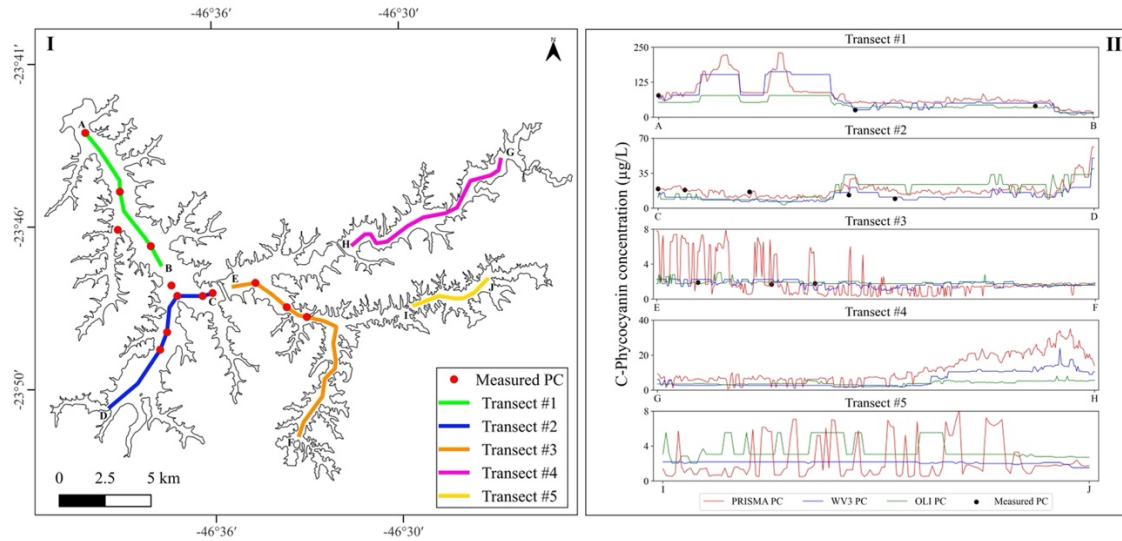 -46°36'
-46°30'
I
N
-23°41'
-23°46'
-23°50'
A
B
C
D
E
F
G
H
I
J
Measured PC
Transect #1
Transect #2
Transect #3
Transect #4
Transect #5
0 2.5 5 km
-46°36'
-46°30'
II
C-Phycocyanin concentration (µg/L)
Transect #1
250
125
0
A B
Transect #2
70
35
0
C D
Transect #3
8
4
0
E F
Transect #4
40
20
0
G H
Transect #5
8
4
0
I J
PRISMA PC WV3 PC OLI PC Measured PC